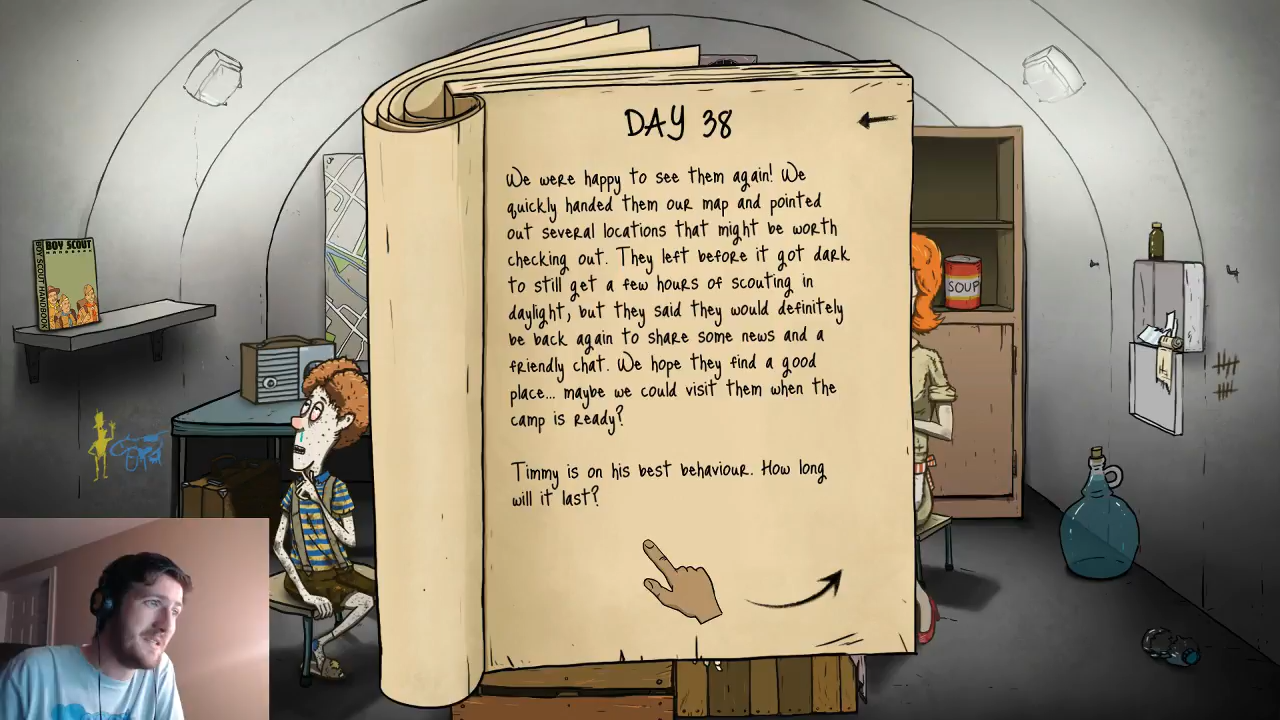 DAY 38
We were happy to see them again! We
quickly handed them our map and pointed
out several locations that might be worth
checking out. They left before it got dark
to still get a few hours of scouting in
daylight, but they said they would definitely
be back again to share some news and a
friendly chat. We hope they find a good
place... maybe we could visit them when the
camp is ready?
Timmy is on his best behaviour. How long
will it last?
BOY SCOUT
BOY SCOUT HANDBOOK
SOUP